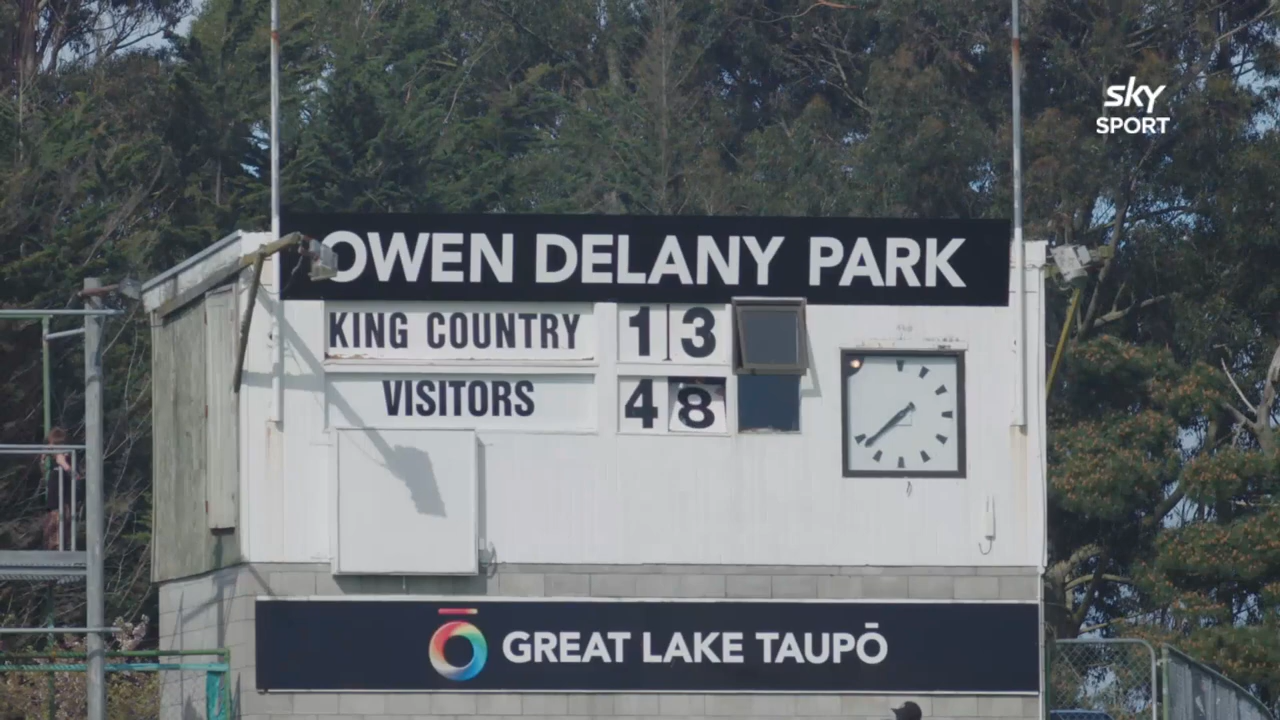 sky
SPORT
OWEN DELANY PARK
KING COUNTRY 13
VISITORS 48
GREAT LAKE TAUPŌ